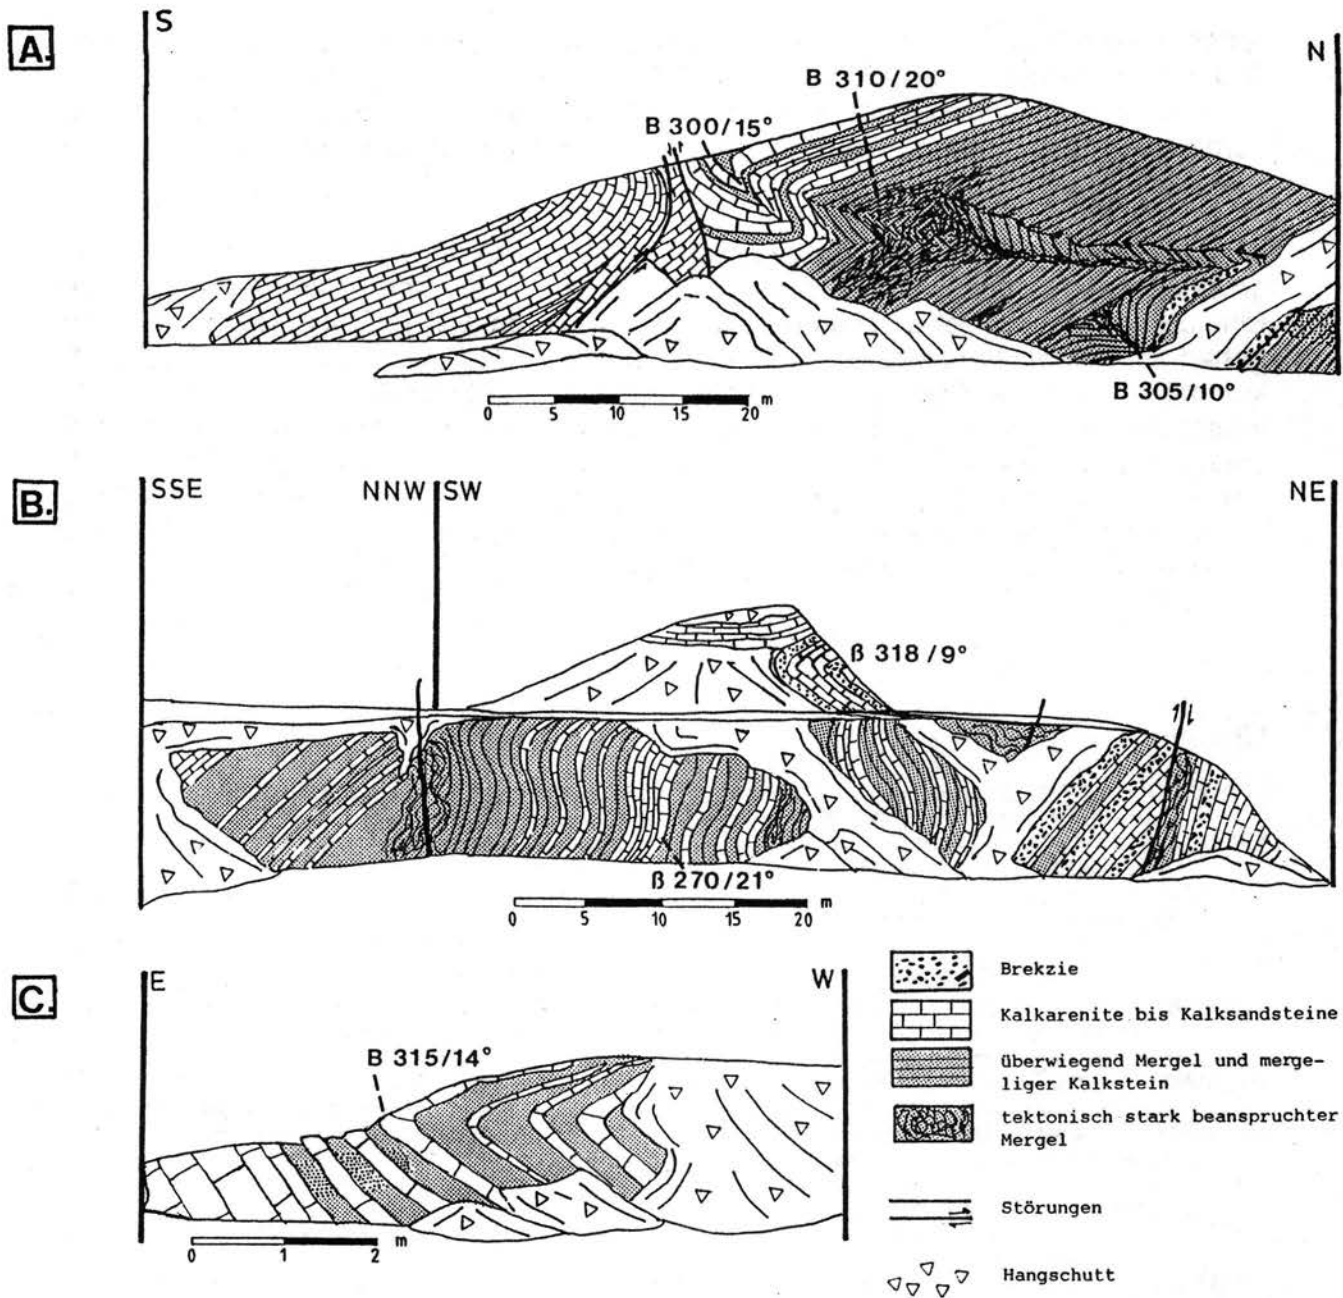 A.
S
N
B 310/20°
B 300/15°
B 305/10°
0 5 10 15 20 m
B.
SSE NNW SW NE
ß 318/9°
ß 270/21°
0 5 10 15 20 m
C.
E W
B 315/14°
0 1 2 m
Brekzie
Kalkarenite bis Kalksandsteine
überwiegend Mergel und merge-
liger Kalkstein
tektonisch stark beanspruchter
Mergel
Störungen
Hangschutt